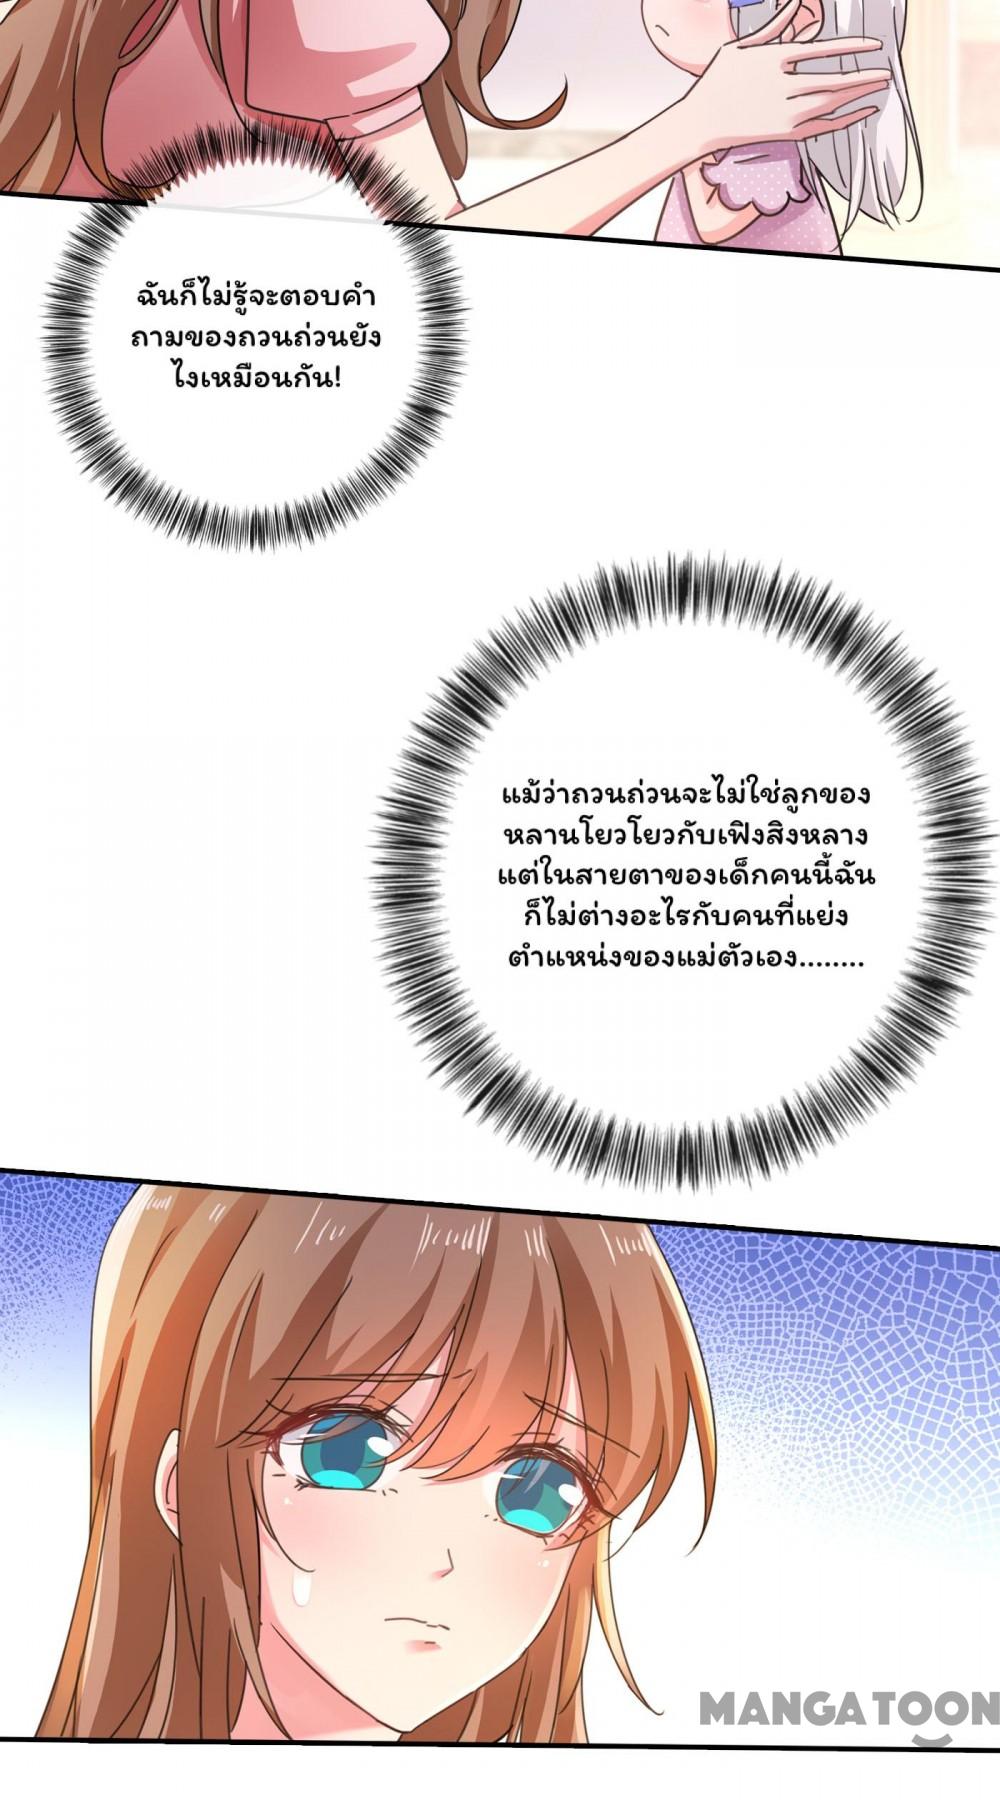 ฉันก็ไม่รู้จะตอบคำ
ถามของถวนถ่วนยัง
ไงเหมือนกัน!
แม้ว่าถวนถ่วนจะไม่ใช่ลูกของ
หลานโยวโยวกับเฟิงสิงหลาง
แต่ในสายตาของเด็กคนนี้ฉัน
ก็ไม่ต่างอะไรกับคนที่แย่ง
ตำแหน่งของแม่ตัวเอง........
MANGATOON